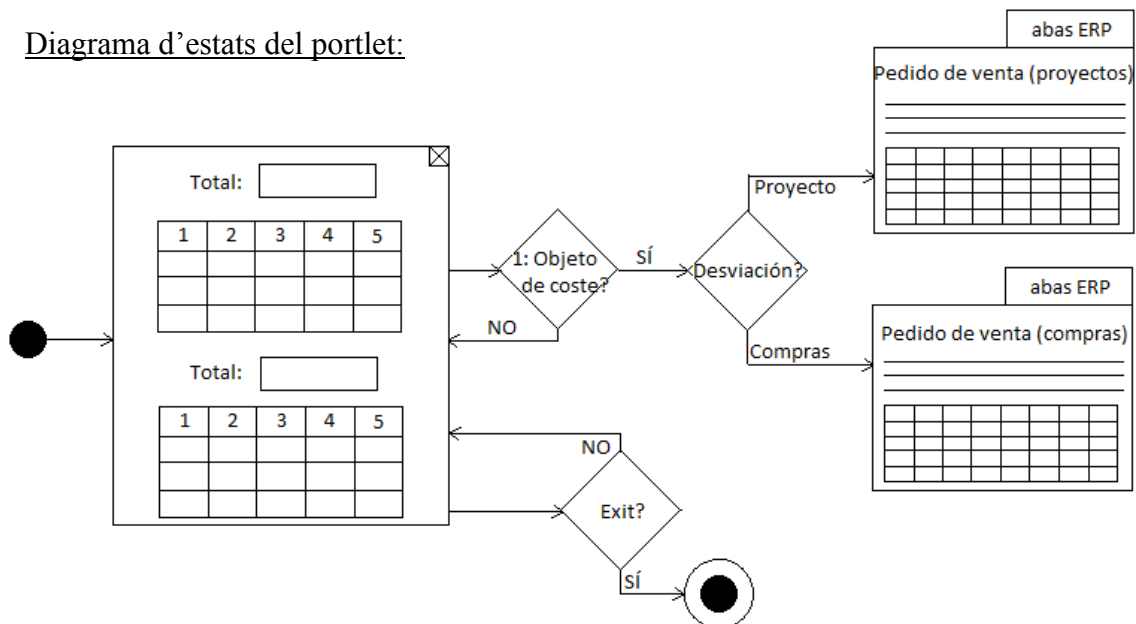 Diagrama d’estats del portlet:
abas ERP
Pedido de venta (proyectos)
Total:
1 2 3 4 5
Proyecto
1: Objeto
de coste?
SÍ
Desviación?
NO
Compras
abas ERP
Pedido de venta (compras)
Total:
1 2 3 4 5
NO
Exit?
SÍ